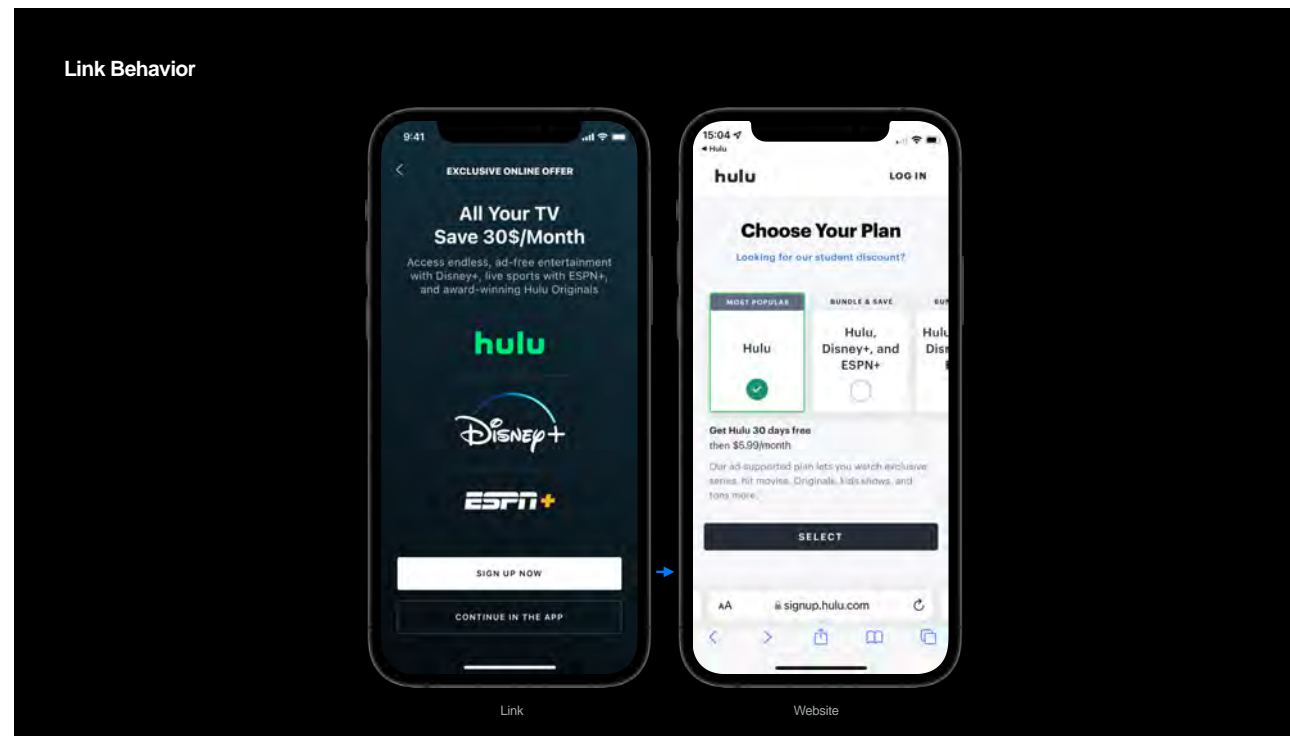 Link Behavior
9:41
EXCLUSIVE ONLINE OFFER
All Your TV
Save 30$/Month
Access endless, ad-free entertainment
with Disney+, live sports with ESPN+,
and award-winning Hulu Originals
hulu
Disney+
ESPN+
SIGN UP NOW
CONTINUE IN THE APP
Link
15:04
Hulu
hulu
LOG IN
Choose Your Plan
Looking for our student discount?
MOST POPULAR
BUNDLE & SAVE
BUN
Hulu
Hulu,
Disney+, and
ESPN+
Hulu
Disn
Get Hulu 30 days free
then $5.99/month
Our ad-supported plan lets you watch exclusive
series, hit movies, Originals, kids shows, and
tons more.
SELECT
AA
signup.hulu.com
Website